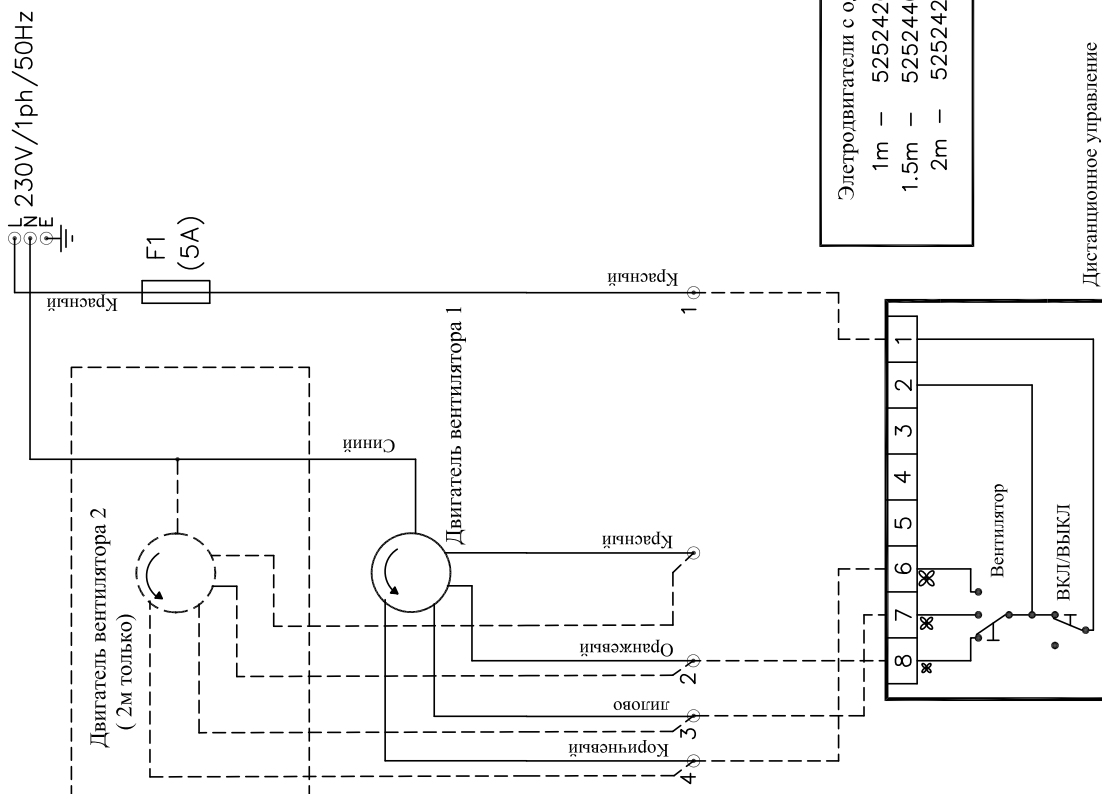 L
N 230V/1ph/50Hz
E
F1
(5A)
Красный
Красный
1
Синий
Двигатель вентилятора 1
Двигатель вентилятора 2
( 2м только)
Красный
Оранжевый
2
лилово
3
Коричневый
4
Элетродвигатели с о
1m – 525242
1.5m – 525244
2m – 525242
Дистанционное управление
1
2
3
4
5
6
7
8
Вентилятор
ВКЛ/ВЫКЛ